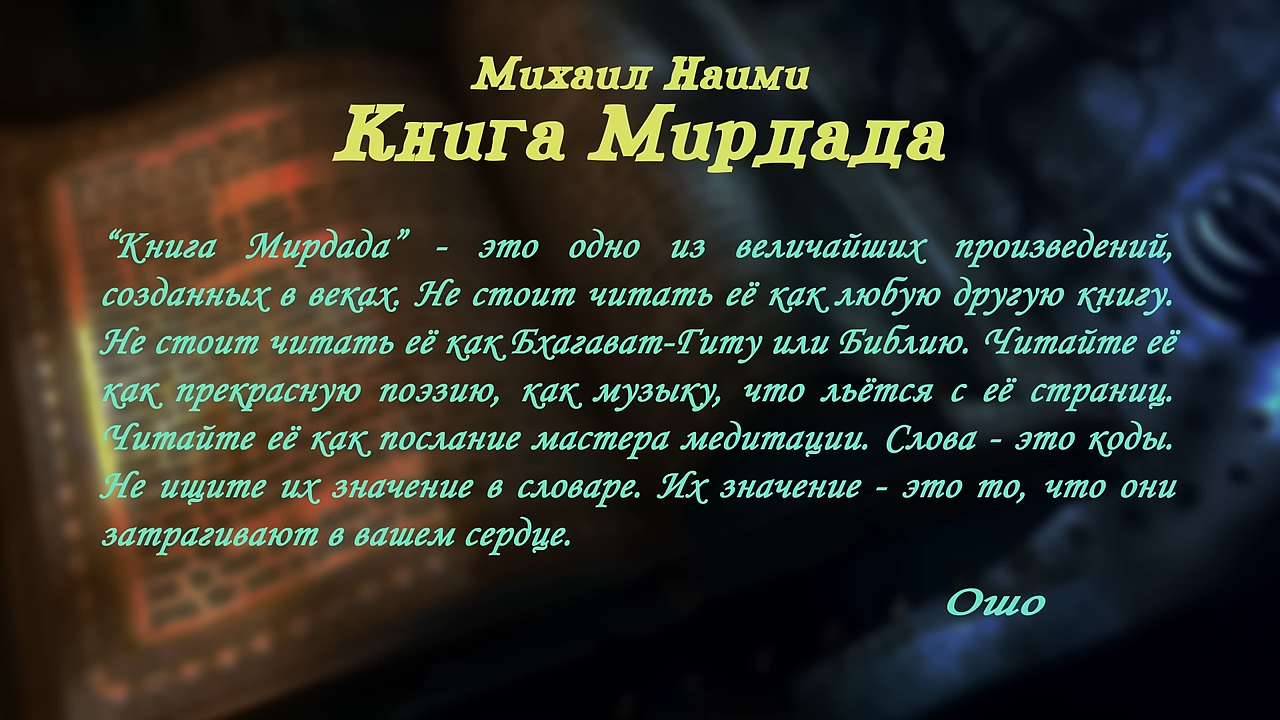 Михаил Наими
Книга Мирдада
“Книга Мирдада” - это одно из величайших произведений,
созданных в веках. Не стоит читать её как любую другую книгу.
Не стоит читать её как Бхагават-Гиту или Библию. Читайте её
как прекрасную поэзию, как музыку, что льётся с её страниц.
Читайте её как послание мастера медитации. Слова - это коды.
Не ищите их значение в словаре. Их значение - это то, что они
затрагивают в вашем сердце.
Ошо